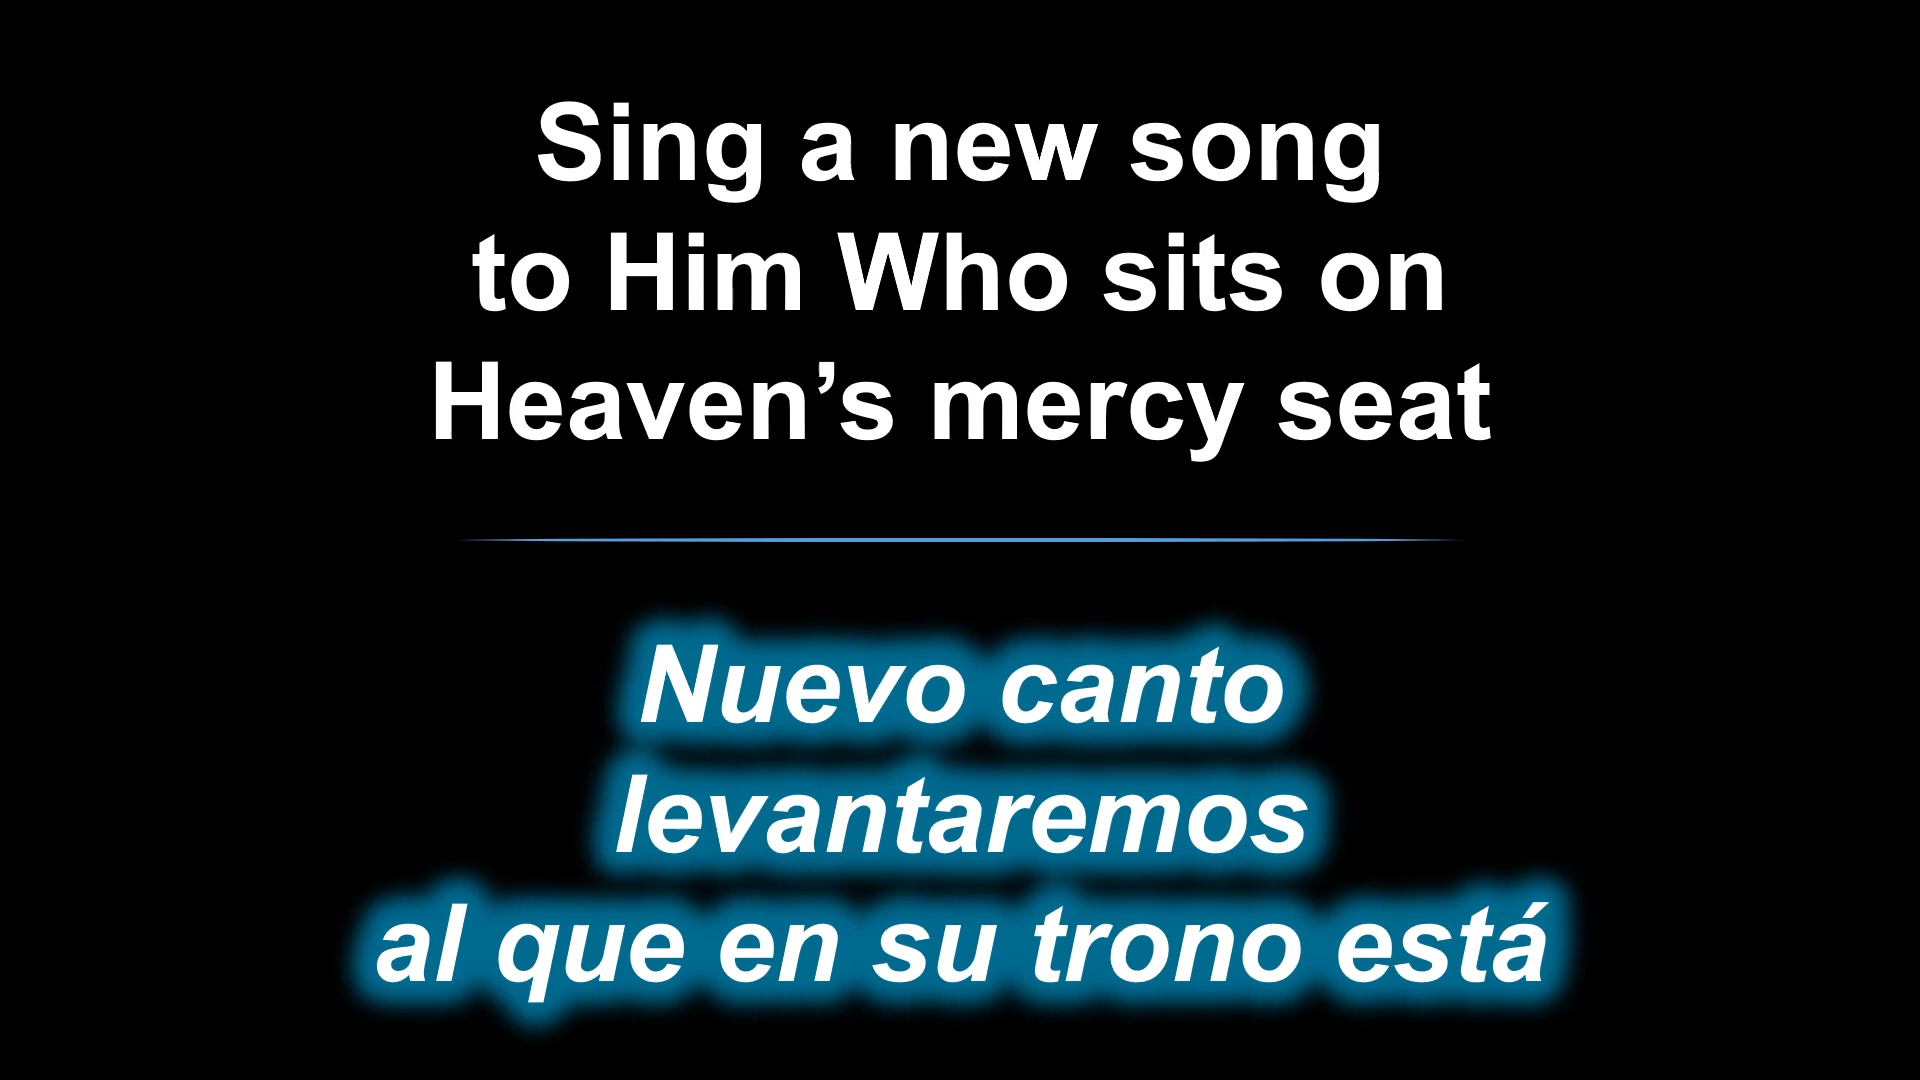 Sing a new song
to Him Who sits on
Heaven’s mercy seat
Nuevo canto
levantaremos
al que en su trono está